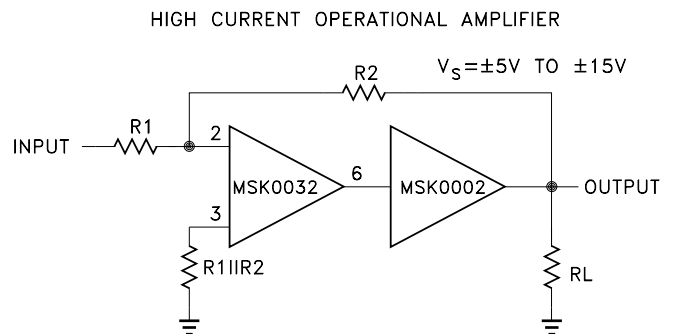 HIGH CURRENT OPERATIONAL AMPLIFIER
VS=±5V TO ±15V
R2
R1
INPUT
2
MSK0032
6
MSK0002
OUTPUT
3
R1IIR2
RL